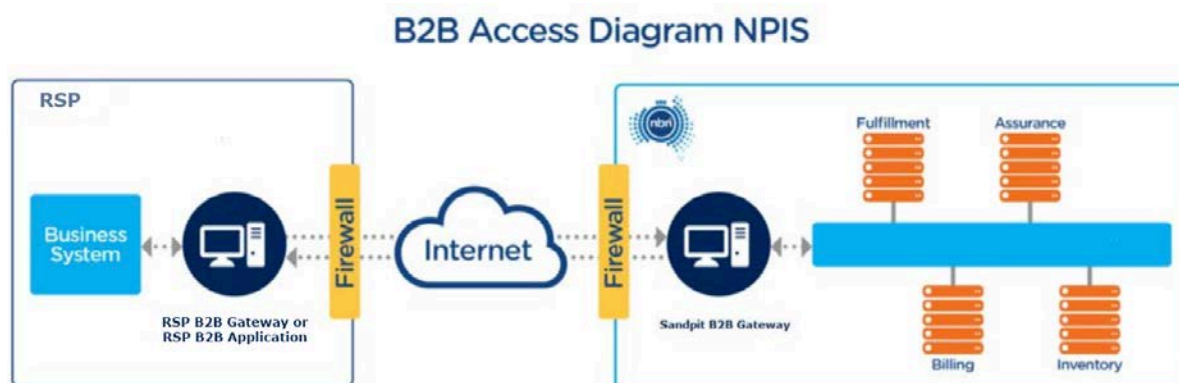 B2B Access Diagram NPIS
RSP
Business
System
RSP B2B Gateway or
RSP B2B Application
Firewall
Internet
Firewall
nbn
Sandpit B2B Gateway
Fulfillment
Assurance
Billing
Inventory